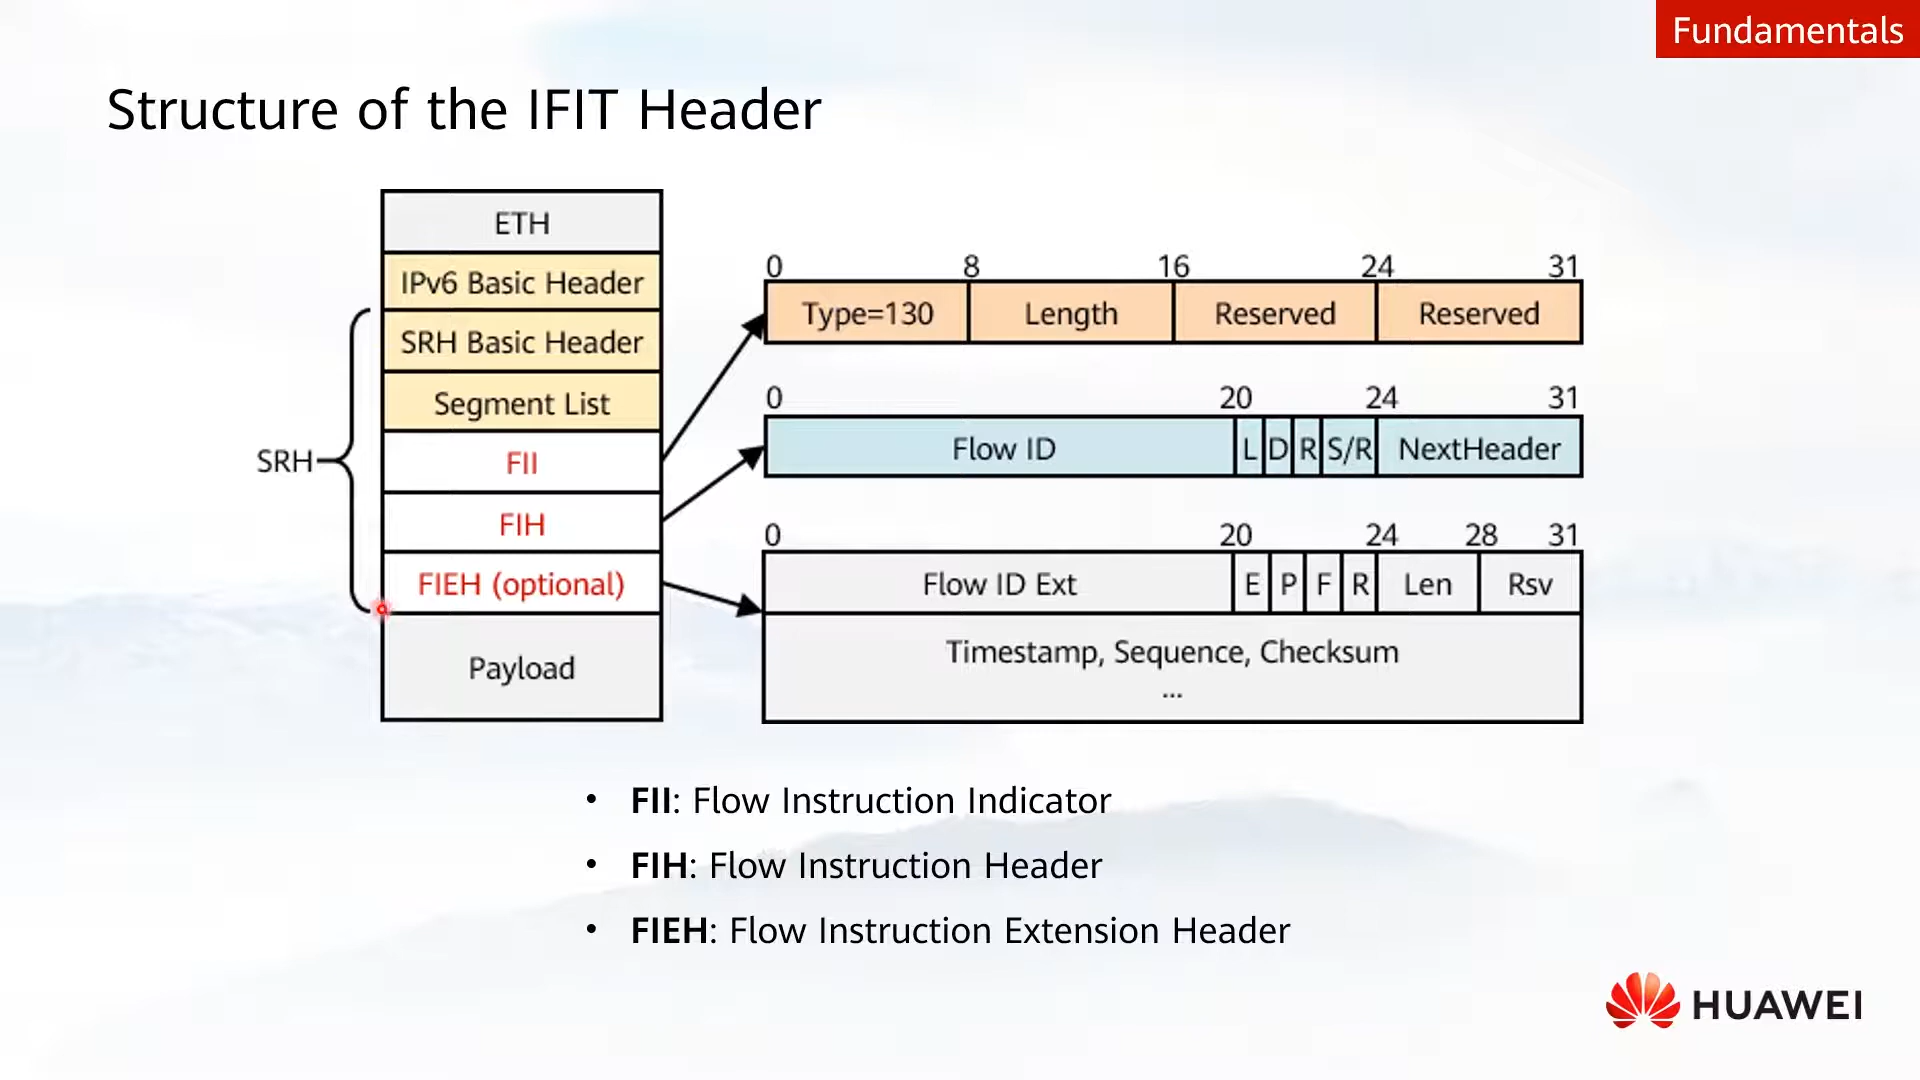 Fundamentals
Structure of the IFIT Header
ETH
IPv6 Basic Header
SRH Basic Header
Segment List
FII
FIH
FIEH (optional)
Payload
SRH
0 8 16 24 31
Type=130 Length Reserved Reserved
0 20 24 31
Flow ID L D R S/R NextHeader
0 20 24 28 31
Flow ID Ext E P F R Len Rsv
Timestamp, Sequence, Checksum
...
• FII: Flow Instruction Indicator
• FIH: Flow Instruction Header
• FIEH: Flow Instruction Extension Header
HUAWEI